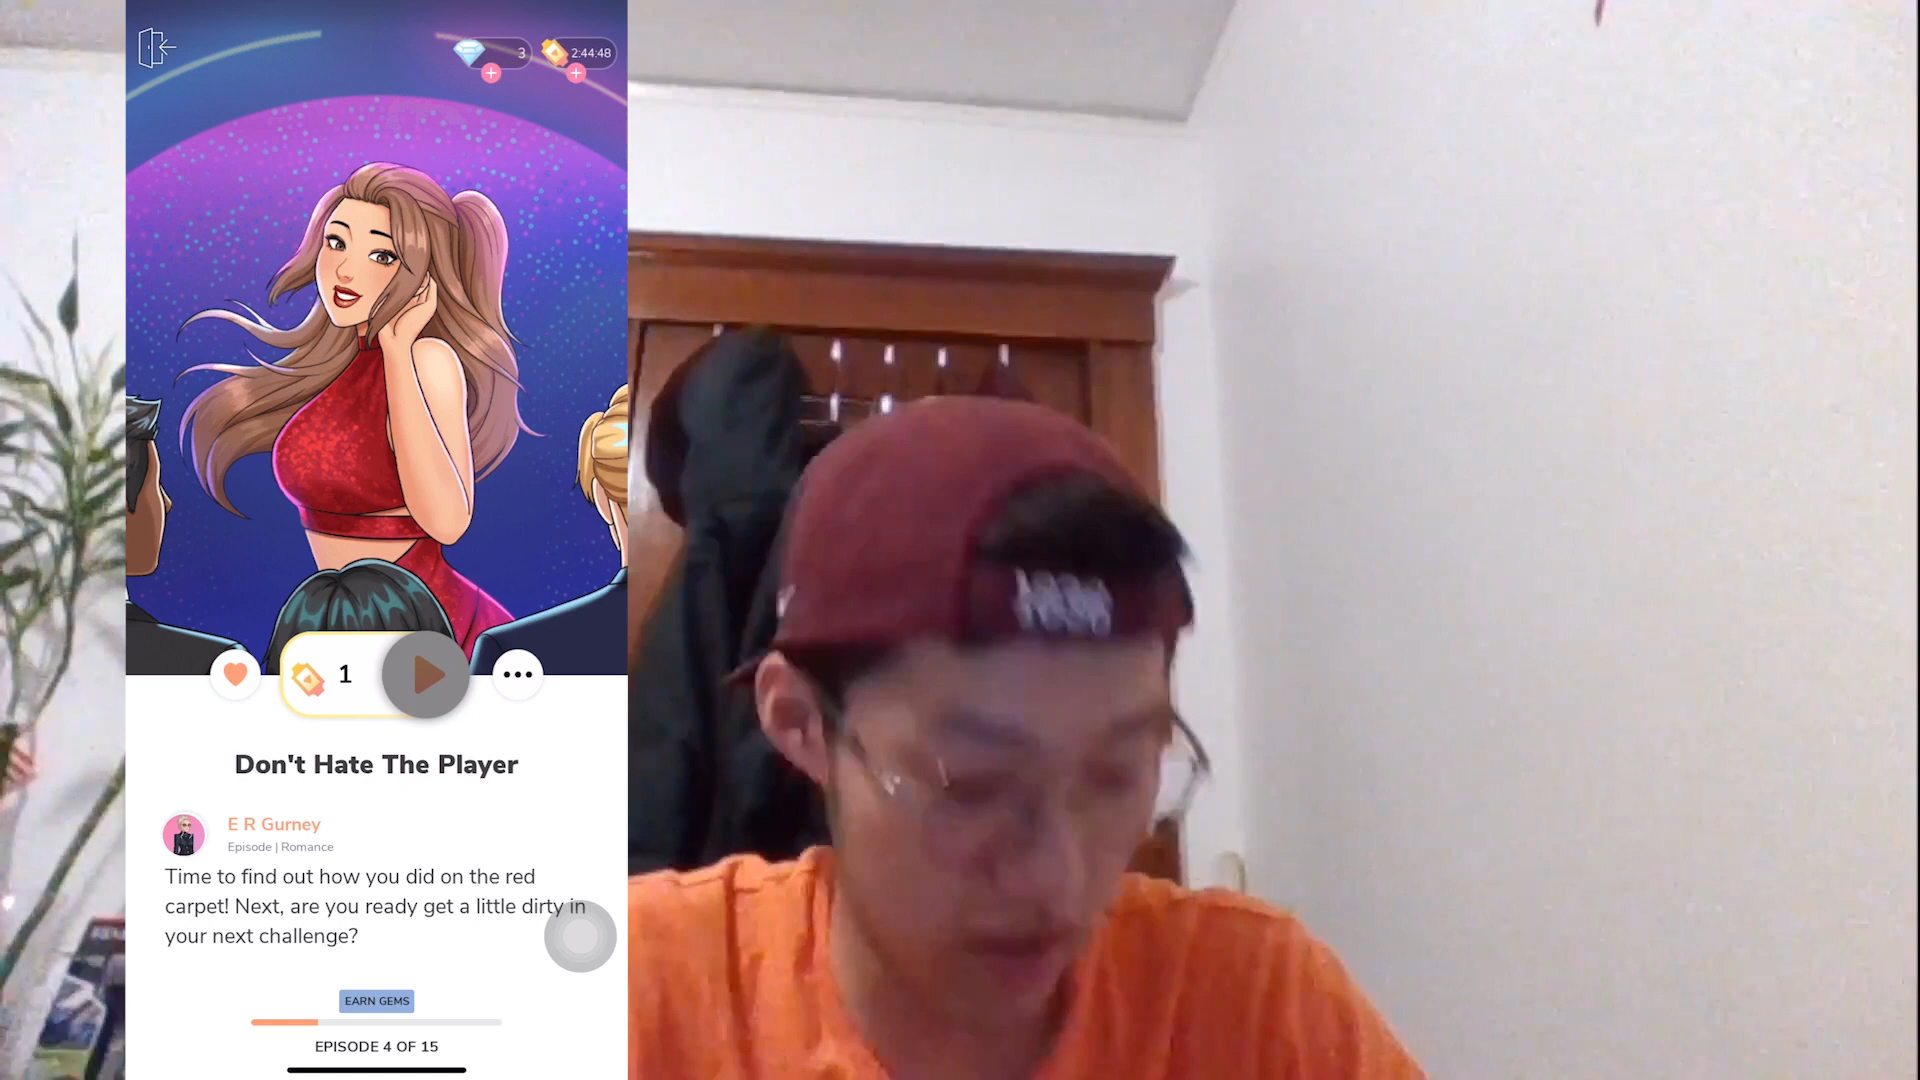 3
2:44:48
1
Don't Hate The Player
E R Gurney
Episode | Romance
Time to find out how you did on the red
carpet! Next, are you ready get a little dirty in
your next challenge?
EARN GEMS
EPISODE 4 OF 15